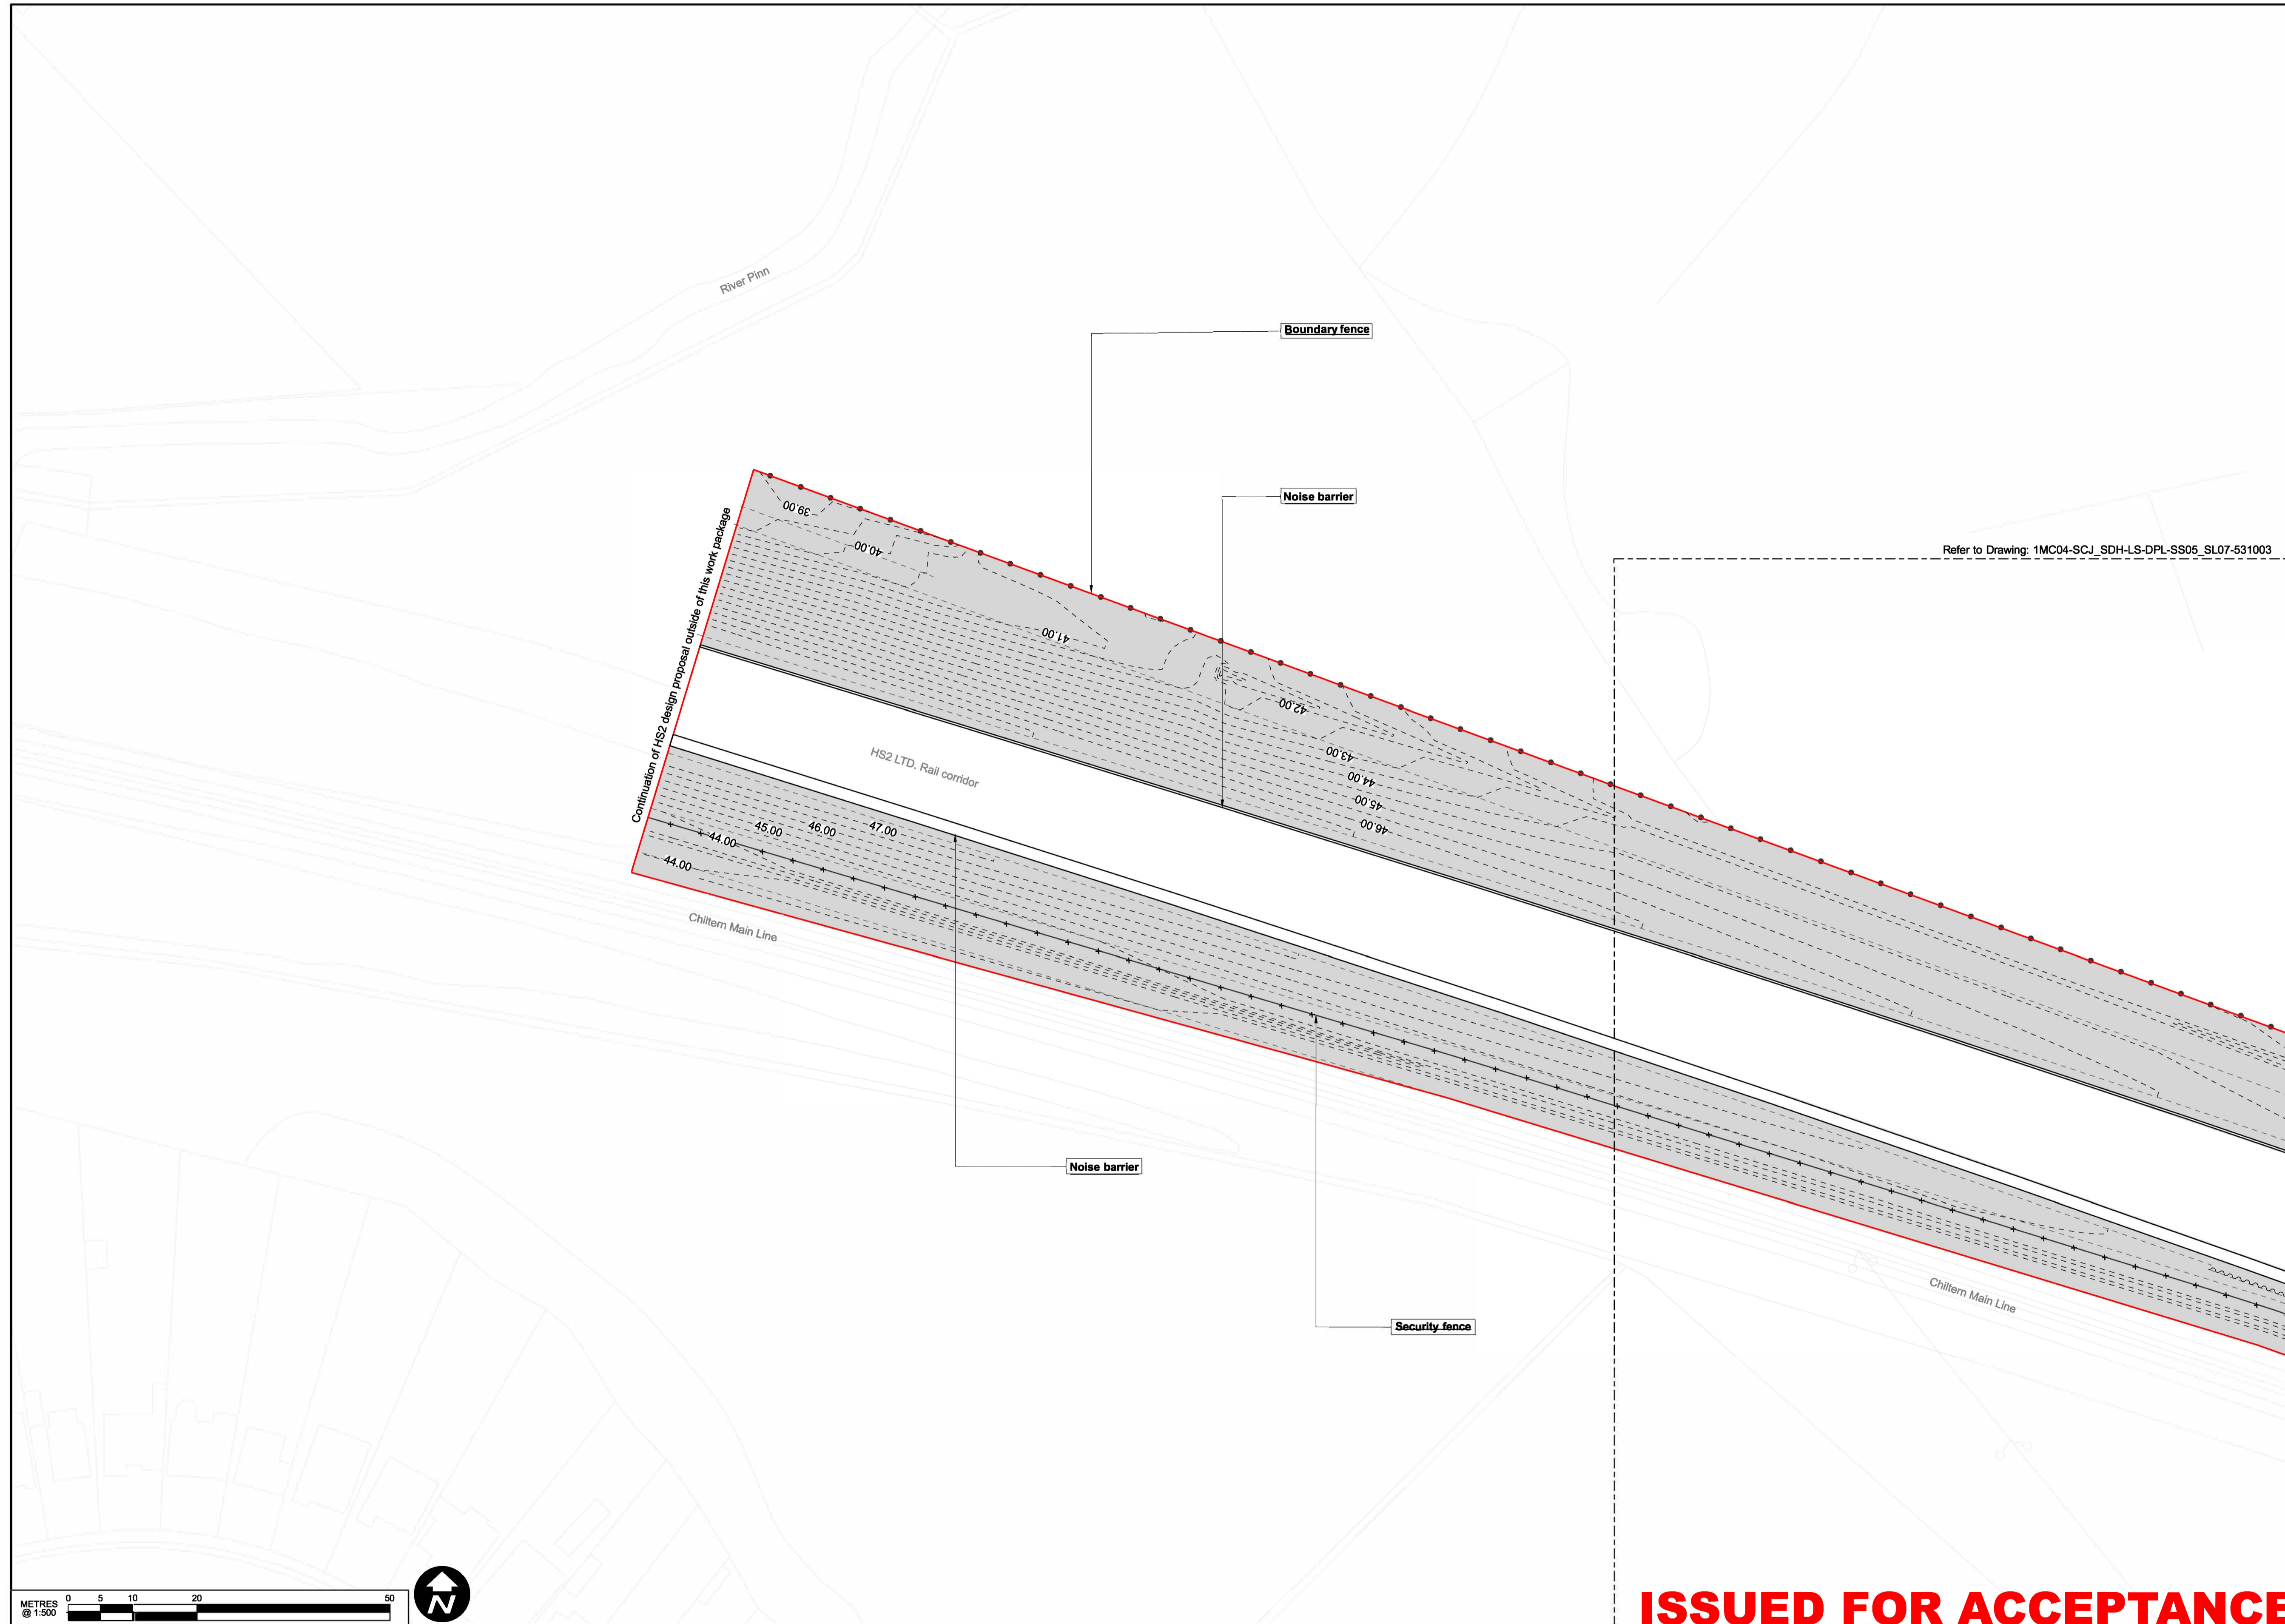 River Pinn
Boundary fence
Noise barrier
Refer to Drawing: 1MC04-SCJ_SDH-LS-DPL-SS05_SL07-531003
Continuation of HS2 design proposal outside of this work package
39.00
40.00
41.00
42.00
43.00
44.00
45.00
46.00
HS2 LTD. Rail corridor
47.00
46.00
45.00
44.00
44.00
Chiltern Main Line
Noise barrier
Chiltern Main Line
Security fence
METRES
@ 1:500
0 5 10 20 50
N
ISSUED FOR ACCEPTANCE